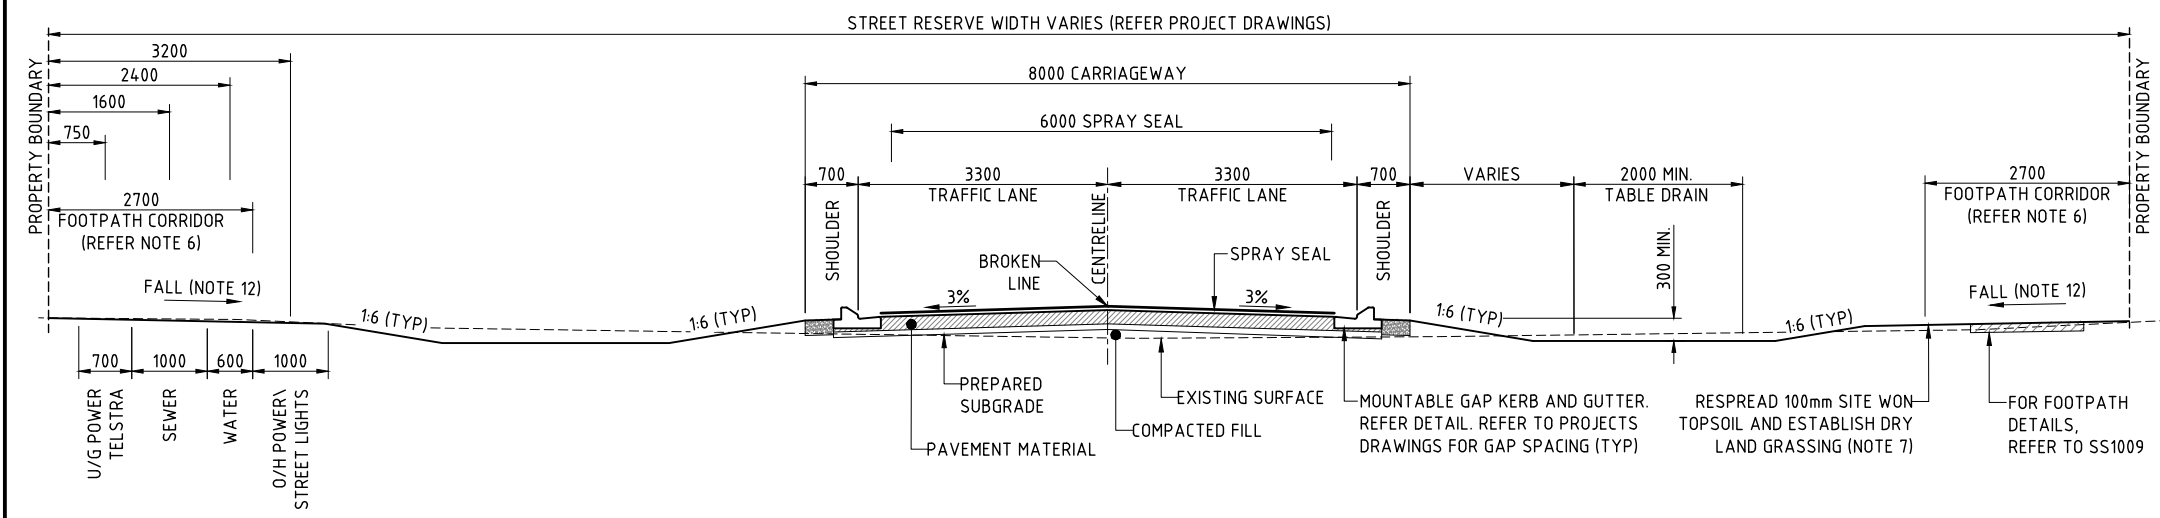 STREET RESERVE WIDTH VARIES (REFER PROJECT DRAWINGS)
3200
2400
1600
750
PROPERTY BOUNDARY
2700
FOOTPATH CORRIDOR
(REFER NOTE 6)
FALL (NOTE 12)
8000 CARRIAGEWAY
6000 SPRAY SEAL
700
3300
3300
700
VARIES
2000 MIN.
2700
TRAFFIC LANE
TRAFFIC LANE
TABLE DRAIN
FOOTPATH CORRIDOR
(REFER NOTE 6)
PROPERTY BOUNDARY
SHOULDER
CENTRELINE
SHOULDER
300 MIN.
BROKEN
LINE
SPRAY SEAL
3%
3%
FALL (NOTE 12)
1:6 (TYP)
1:6 (TYP)
1:6 (TYP)
1:6 (TYP)
700
1000
600
1000
U/G POWER
TELSTRA
SEWER
WATER
O/H POWER\
STREET LIGHTS
PREPARED
SUBGRADE
PAVEMENT MATERIAL
EXISTING SURFACE
COMPACTED FILL
MOUNTABLE GAP KERB AND GUTTER.
REFER DETAIL. REFER TO PROJECTS
DRAWINGS FOR GAP SPACING (TYP)
RESPREAD 100mm SITE WON
TOPSOIL AND ESTABLISH DRY
LAND GRASSING (NOTE 7)
FOR FOOTPATH
DETAILS,
REFER TO SS1009